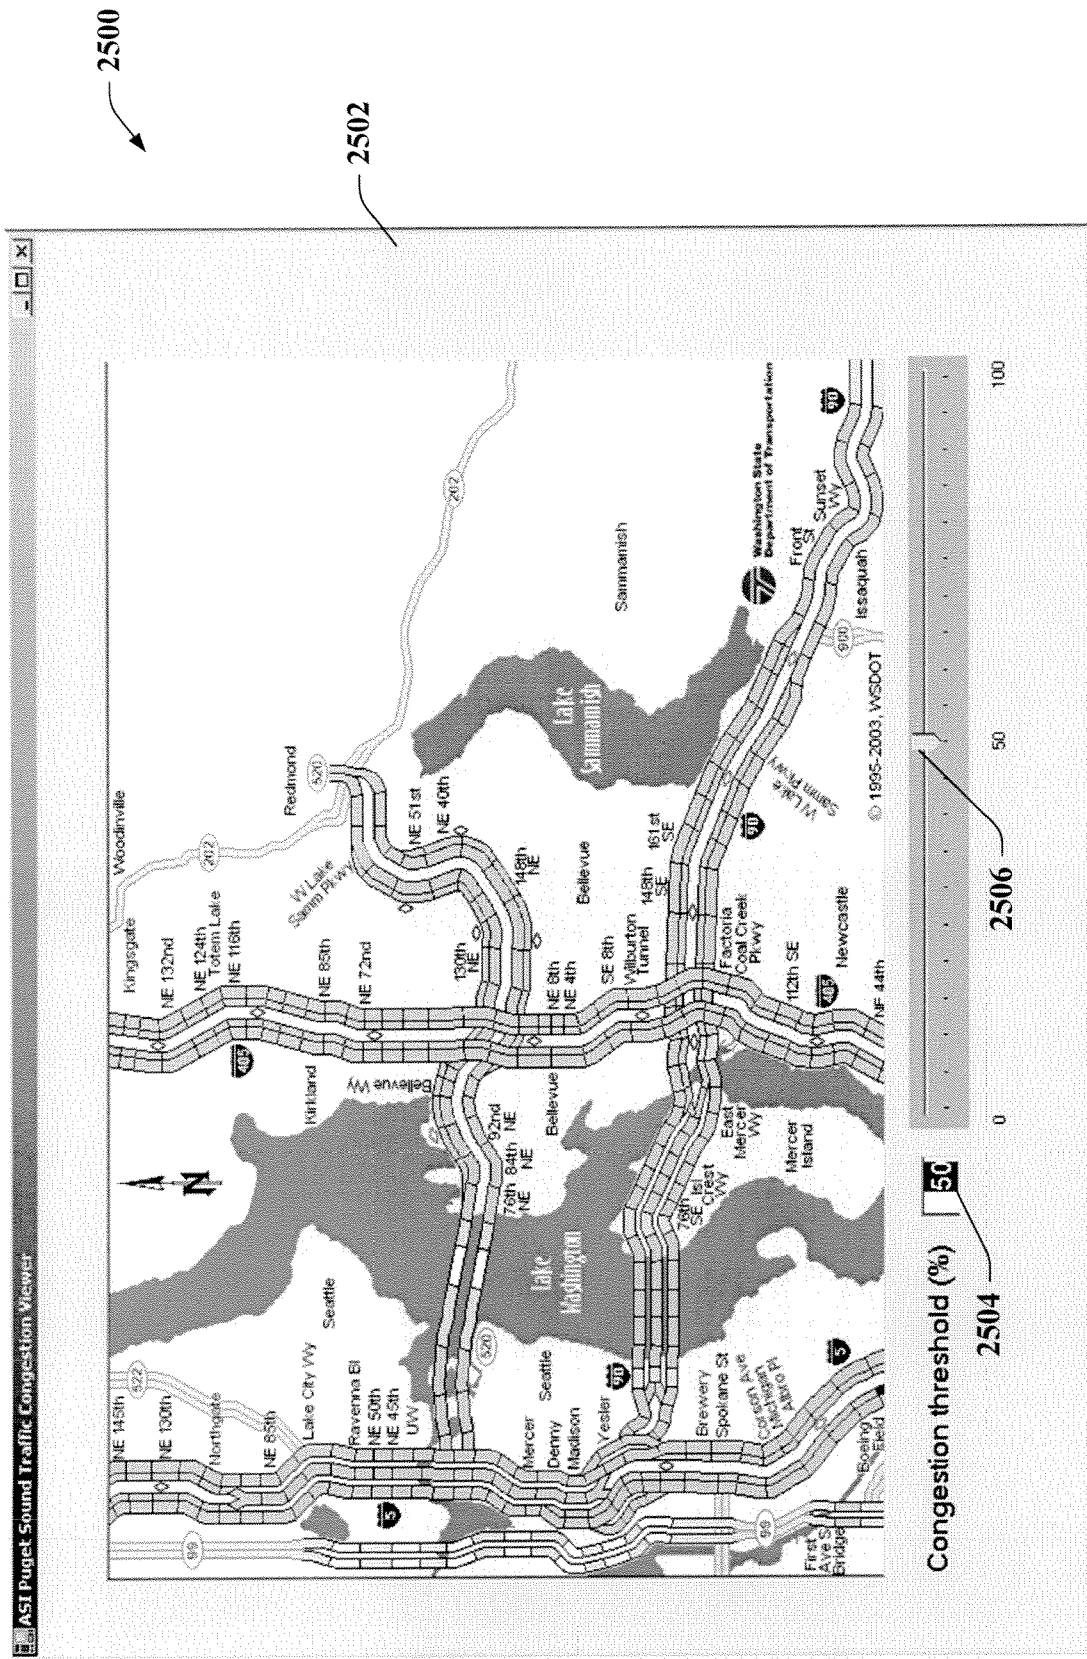 2500
2502
ASI Puget Sound Traffic Congestion Viewer
Woodinville
Kingsgate
NE 132nd
NE 124th
Totem Lake
NE 116th
NE 85th
NE 72nd
202
Redmond
520
W Lake
Samm Pkwy
NE 51st
NE 40th
148th
NE
130th
NE
202
405
Kirkland
Bellevue Wy
N
NE 145th
522
NE 130th
Northgate
NE 85th
Lake City Wy
Seattle
Ravenna Bl
NE 50th
NE 45th
UW
99
5
520
76th
NE
84th
NE
92nd
NE
Bellevue
NE 8th
NE 4th
Bellevue
SE 8th
Wilburton
Tunnel
148th
SE
161st
SE
Lake
Sammamish
Sammamish
Washington State
Department of Transportation
Front
St
Sunset
Wy
90
Issaquah
900
W Lake
Samm Pkwy
90
Factoria
Coal Creek
Pkwy
112th SE
405
Newcastle
NE 44th
© 1995-2003, WSDOT
Lake
Washington
Mercer
Denny
Madison
Seattle
Yesler
90
76th
SE
Isl
Crest
Wy
East
Mercer
Wy
Mercer
Island
Brewery
Spokane St
Corson Ave
Michigan
Albro Pl
5
Boeing
Field
99
First
Ave S
Bridge
Congestion threshold (%)
50
0
50
100
2504
2506